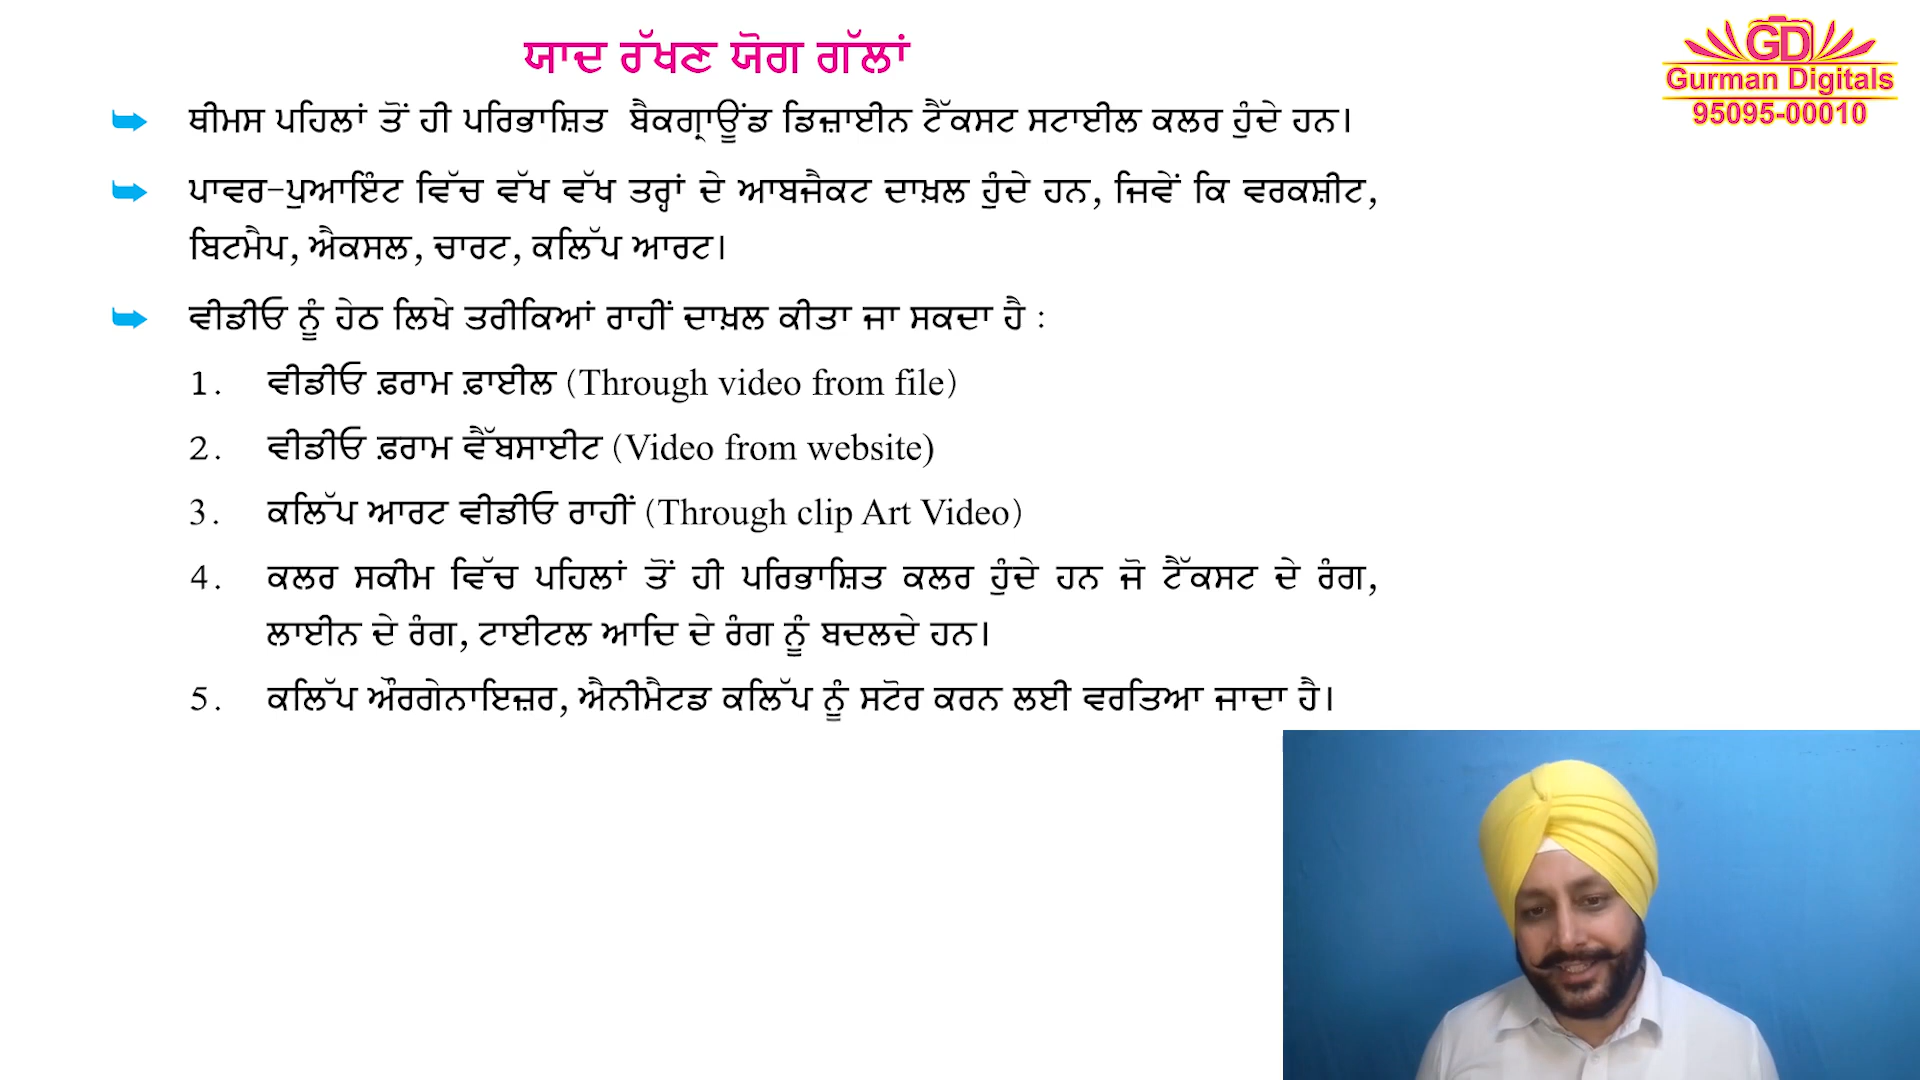 ਯਾਦ ਰੱਖਣ ਯੋਗ ਗੱਲਾਂ
GD
Gurman Digitals
95095-00010
ਥੀਮਸ ਪਹਿਲਾਂ ਤੋਂ ਹੀ ਪਰਿਭਾਸ਼ਿਤ ਬੈਕਗ੍ਰਾਊਂਡ ਡਿਜ਼ਾਈਨ ਟੈੱਕਸਟ ਸਟਾਈਲ ਕਲਰ ਹੁੰਦੇ ਹਨ।
ਪਾਵਰ-ਪੁਆਇੰਟ ਵਿੱਚ ਵੱਖ ਵੱਖ ਤਰ੍ਹਾਂ ਦੇ ਆਬਜੈਕਟ ਦਾਖ਼ਲ ਹੁੰਦੇ ਹਨ, ਜਿਵੇਂ ਕਿ ਵਰਕਸ਼ੀਟ,
ਬਿਟਮੈਪ, ਐਕਸਲ, ਚਾਰਟ, ਕਲਿੱਪ ਆਰਟ।
ਵੀਡੀਓ ਨੂੰ ਹੇਠ ਲਿਖੇ ਤਰੀਕਿਆਂ ਰਾਹੀਂ ਦਾਖ਼ਲ ਕੀਤਾ ਜਾ ਸਕਦਾ ਹੈ :
1. ਵੀਡੀਓ ਫ਼ਰਾਮ ਫ਼ਾਈਲ (Through video from file)
2. ਵੀਡੀਓ ਫ਼ਰਾਮ ਵੈੱਬਸਾਈਟ (Video from website)
3. ਕਲਿੱਪ ਆਰਟ ਵੀਡੀਓ ਰਾਹੀਂ (Through clip Art Video)
4. ਕਲਰ ਸਕੀਮ ਵਿੱਚ ਪਹਿਲਾਂ ਤੋਂ ਹੀ ਪਰਿਭਾਸ਼ਿਤ ਕਲਰ ਹੁੰਦੇ ਹਨ ਜੋ ਟੈੱਕਸਟ ਦੇ ਰੰਗ,
ਲਾਈਨ ਦੇ ਰੰਗ, ਟਾਈਟਲ ਆਦਿ ਦੇ ਰੰਗ ਨੂੰ ਬਦਲਦੇ ਹਨ।
5. ਕਲਿੱਪ ਔਰਗੇਨਾਇਜ਼ਰ, ਐਨੀਮੈਟਡ ਕਲਿੱਪ ਨੂੰ ਸਟੋਰ ਕਰਨ ਲਈ ਵਰਤਿਆ ਜਾਦਾ ਹੈ।